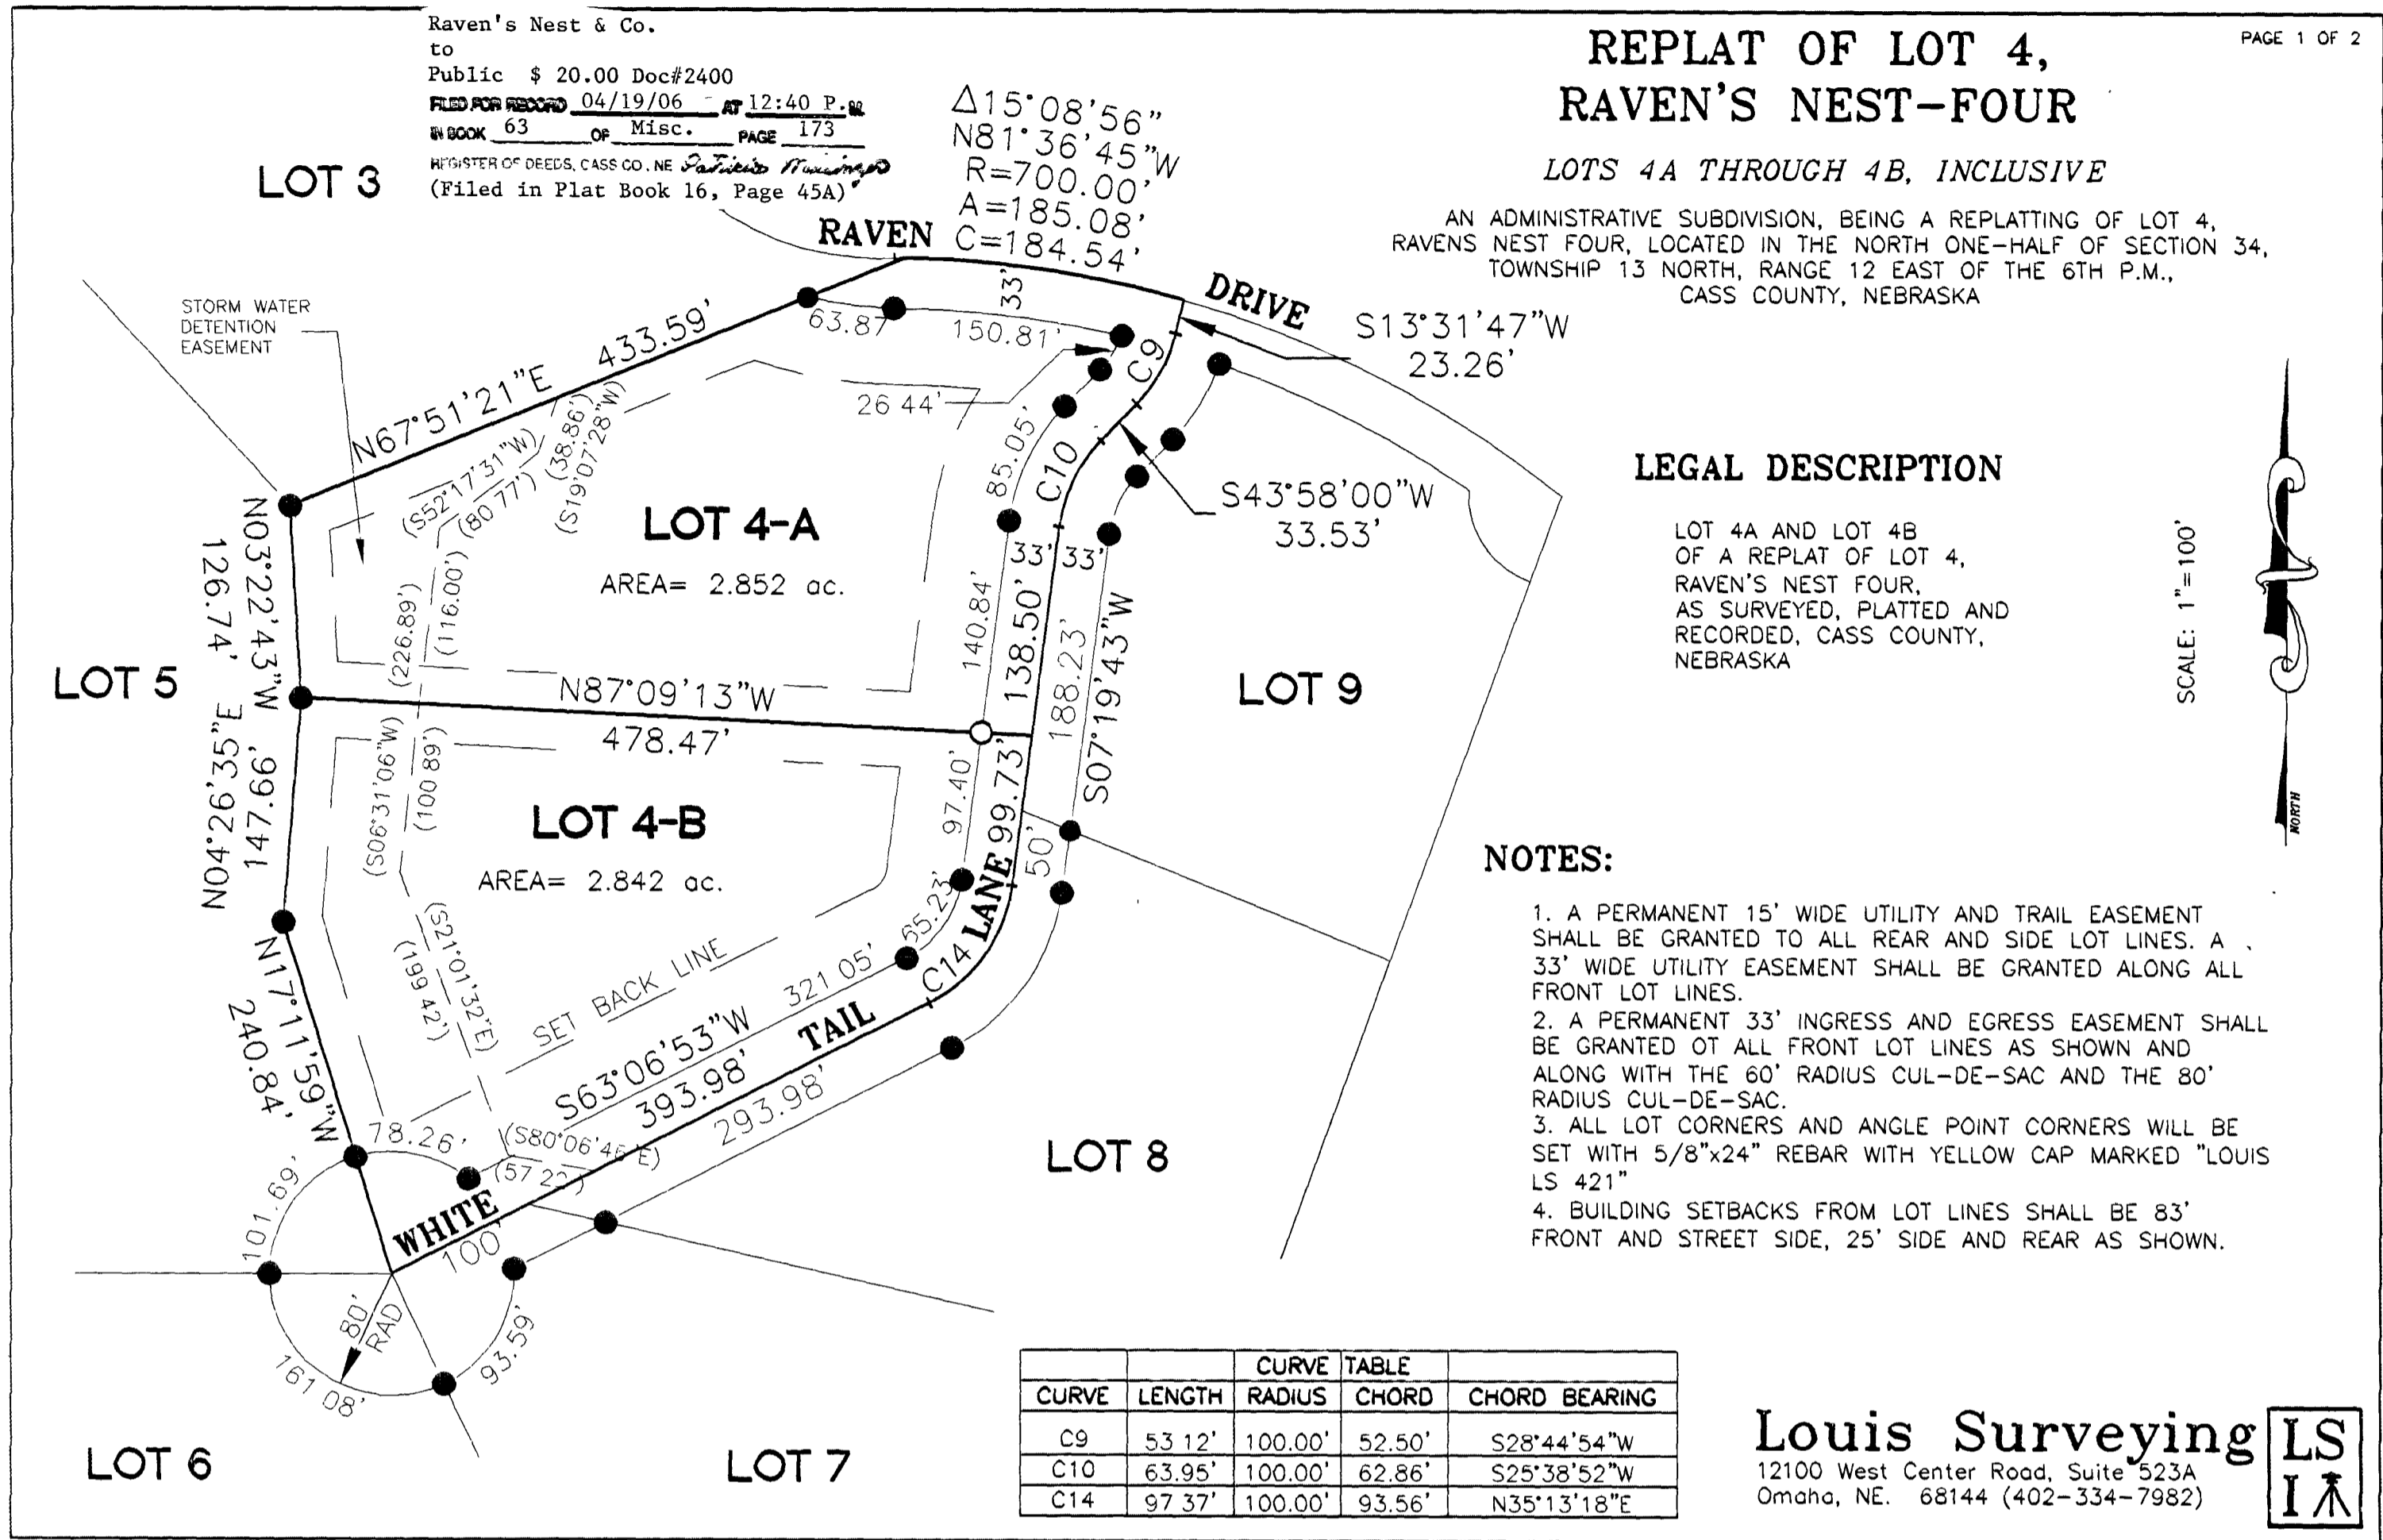 Raven's Nest & Co.
to
Public $ 20.00 Doc#2400
FILED FOR RECORD 04/19/06 AT 12:40 P.M.
IN BOOK 63 OF Misc. PAGE 173
REGISTER OF DEEDS, CASS CO. NE
(Filed in Plat Book 16, Page 45A)
PAGE 1 OF 2
REPLAT OF LOT 4,
RAVEN'S NEST-FOUR
LOTS 4A THROUGH 4B, INCLUSIVE
AN ADMINISTRATIVE SUBDIVISION, BEING A REPLATTING OF LOT 4,
RAVENS NEST FOUR, LOCATED IN THE NORTH ONE-HALF OF SECTION 34,
TOWNSHIP 13 NORTH, RANGE 12 EAST OF THE 6TH P.M.,
CASS COUNTY, NEBRASKA
Δ15°08'56"
N81°36'45"W
R=700.00'
A=185.08'
C=184.54'
LOT 3
RAVEN DRIVE
33'
STORM WATER
DETENTION
EASEMENT
N67°51'21"E 433.59'
63.87
150.81'
26 44'
S13°31'47"W
23.26'
C9
C10
85.05'
S43°58'00"W
33.53'
(S52°17'31"W)
(80 77')
(38.86')
(S19°07'28"W)
LOT 4-A
AREA= 2.852 ac.
33' 33'
N03°22'43"W
126.74'
(226.89')
(116.00')
140.84'
138.50'
188.23'
S07°19'43"W
LOT 5
LOT 9
N87°09'13"W
478.47'
N04°26'35"E
147.99'
(S06°31'06"W)
(100 89')
LOT 4-B
AREA= 2.842 ac.
97.40'
99.73'
50'
65.23'
C14
WHITE TAIL LANE
(S21°01'32"E)
(199 42')
SET BACK LINE
321 05'
S63°06'53"W
393.98'
293.98'
N17°11'59"W
240.84'
78.26'
(S80°06'46"E)
(57 22')
100'
101.69'
80'
RAD
161 08'
93.59'
LOT 8
LOT 6
LOT 7
LEGAL DESCRIPTION
LOT 4A AND LOT 4B
OF A REPLAT OF LOT 4,
RAVEN'S NEST FOUR,
AS SURVEYED, PLATTED AND
RECORDED, CASS COUNTY,
NEBRASKA
SCALE: 1"=100'
NORTH
NOTES:
1. A PERMANENT 15' WIDE UTILITY AND TRAIL EASEMENT
SHALL BE GRANTED TO ALL REAR AND SIDE LOT LINES. A
33' WIDE UTILITY EASEMENT SHALL BE GRANTED ALONG ALL
FRONT LOT LINES.
2. A PERMANENT 33' INGRESS AND EGRESS EASEMENT SHALL
BE GRANTED OT ALL FRONT LOT LINES AS SHOWN AND
ALONG WITH THE 60' RADIUS CUL-DE-SAC AND THE 80'
RADIUS CUL-DE-SAC.
3. ALL LOT CORNERS AND ANGLE POINT CORNERS WILL BE
SET WITH 5/8"x24" REBAR WITH YELLOW CAP MARKED "LOUIS
LS 421"
4. BUILDING SETBACKS FROM LOT LINES SHALL BE 83'
FRONT AND STREET SIDE, 25' SIDE AND REAR AS SHOWN.
CURVE TABLE
CURVE LENGTH RADIUS CHORD CHORD BEARING
C9 53 12' 100.00' 52.50' S28°44'54"W
C10 63.95' 100.00' 62.86' S25°38'52"W
C14 97 37' 100.00' 93.56' N35°13'18"E
Louis Surveying
12100 West Center Road, Suite 523A
Omaha, NE. 68144 (402-334-7982)
LS
I